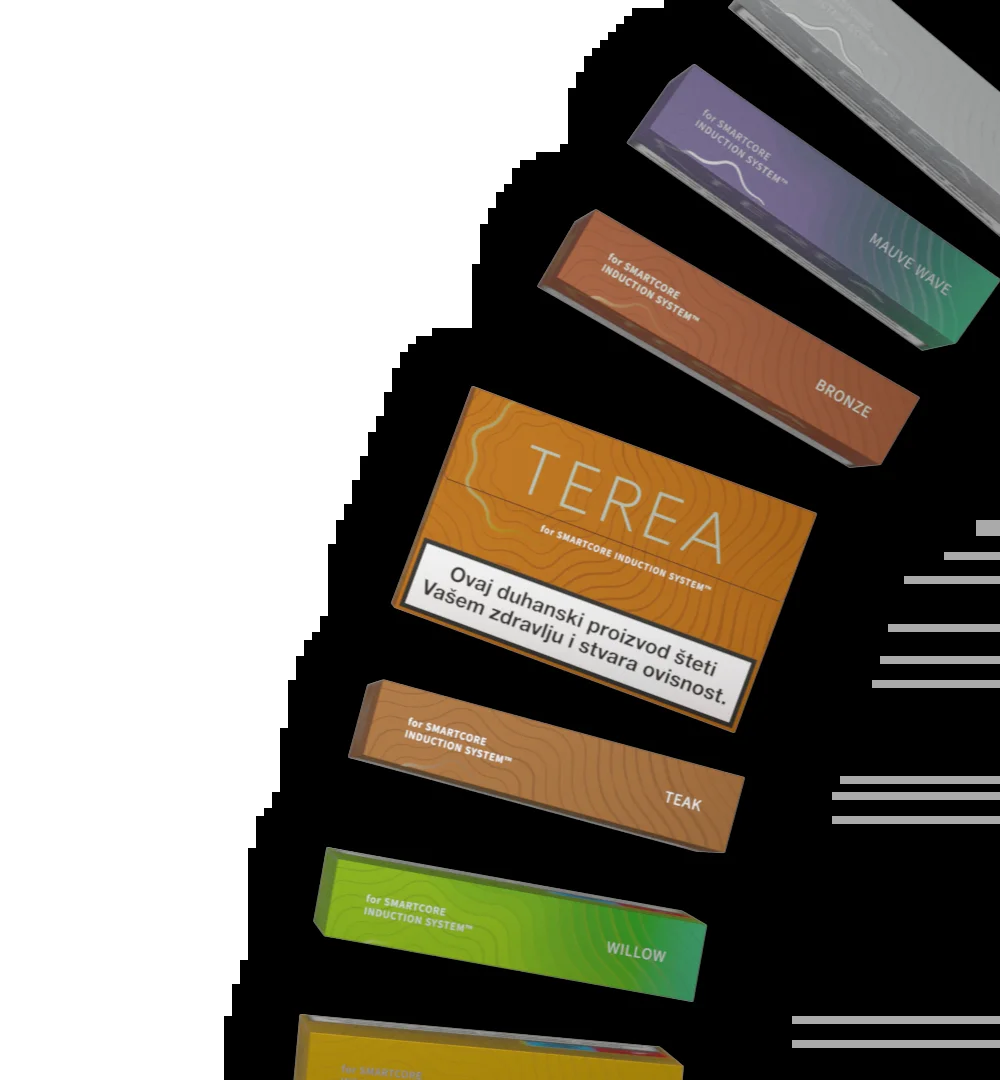 for SMARTCORE
INDUCTION SYSTEM™
MAUVE WAVE
for SMARTCORE
INDUCTION SYSTEM™
BRONZE
TEREA
for SMARTCORE INDUCTION SYSTEM™
Ovaj duhanski proizvod šteti
Vašem zdravlju i stvara ovisnost.
for SMARTCORE
INDUCTION SYSTEM™
TEAK
for SMARTCORE
INDUCTION SYSTEM™
WILLOW
for SMARTCORE